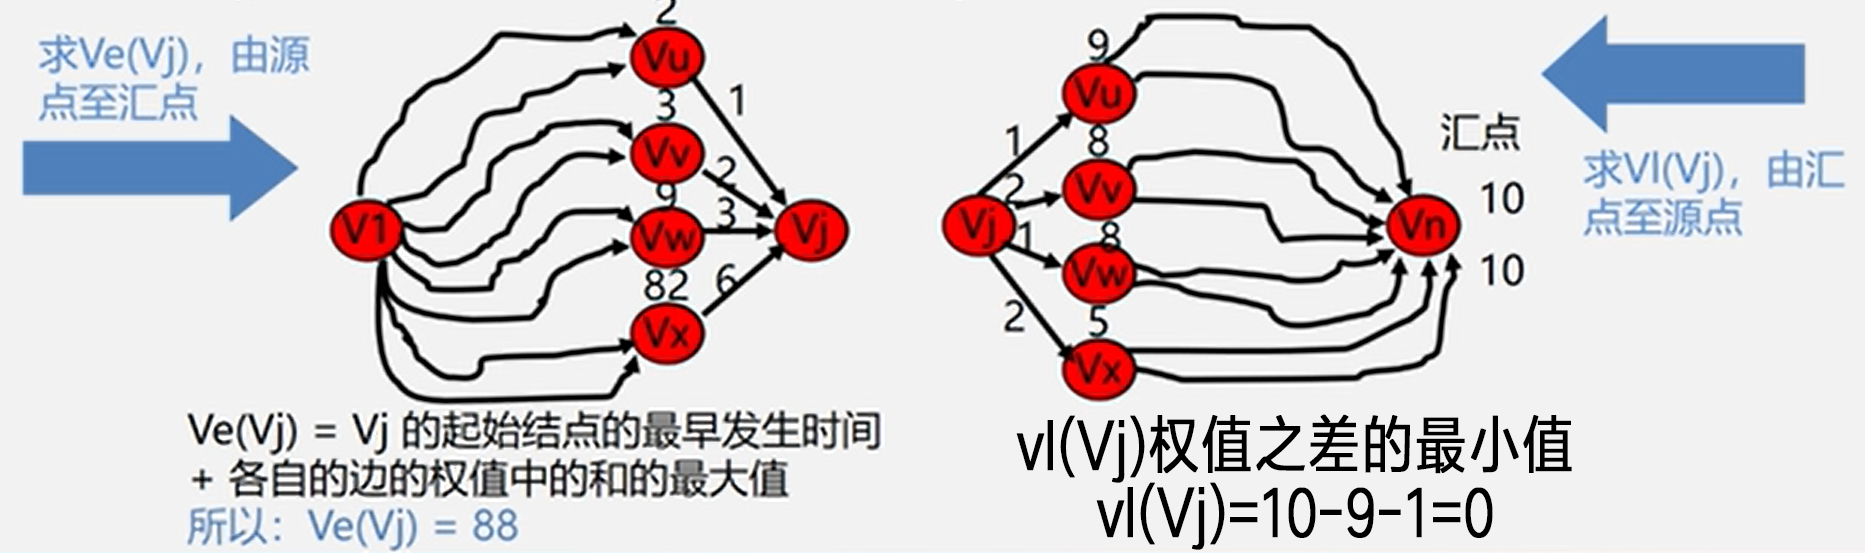 求Ve(Vj)，由源
点至汇点
2
Vu
3
1
Vv
2
9
V1
Vw
3
Vj
82
6
Vx
Ve(Vj) = Vj 的起始结点的最早发生时间
+ 各自的边的权值中的和的最大值
所以：Ve(Vj) = 88
9
Vu
1
8
汇点
2
Vv
10
Vj
1
8
Vn
Vw
10
2
5
Vx
求Vl(Vj)，由汇
点至源点
vl(Vj)权值之差的最小值
vl(Vj)=10-9-1=0